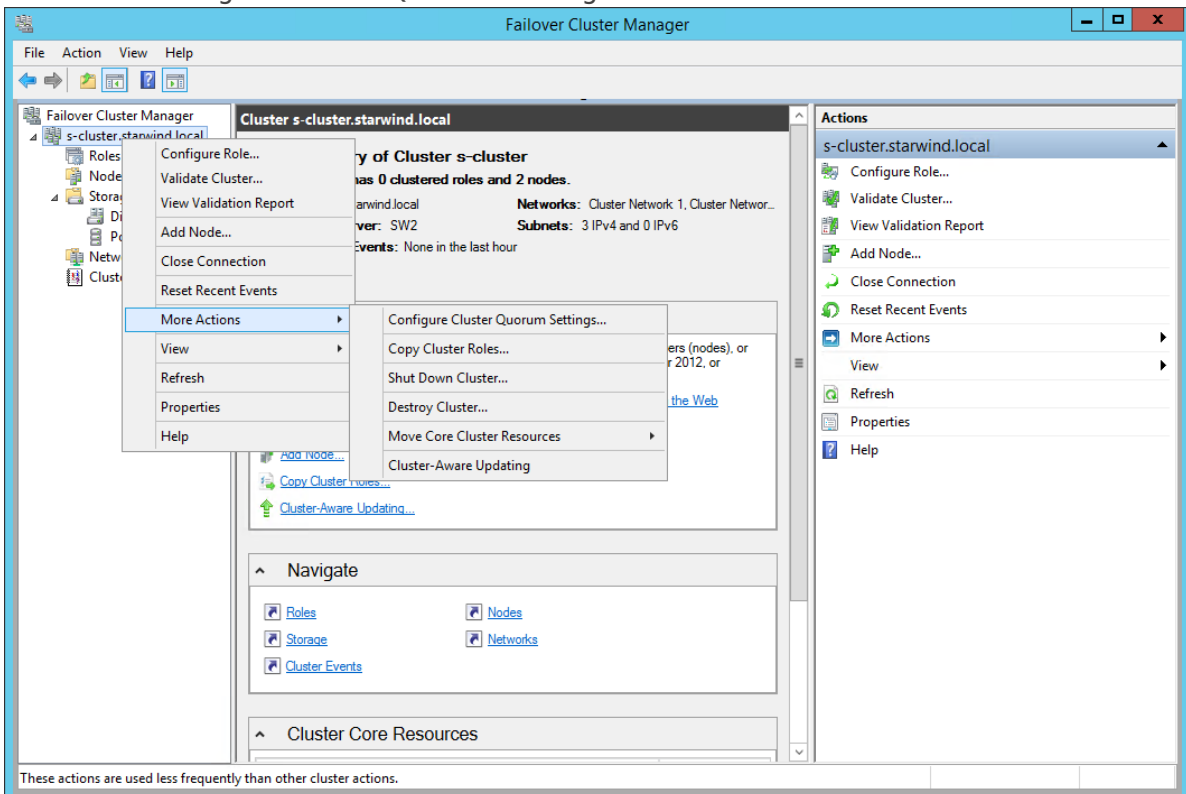 Failover Cluster Manager
File Action View Help
Failover Cluster Manager
s-cluster.starwind.local
Roles
Node
Stora
Di
Po
Netw
Clust
Configure Role...
Validate Cluster...
View Validation Report
Add Node...
Close Connection
Reset Recent Events
More Actions
View
Refresh
Properties
Help
Configure Cluster Quorum Settings...
Copy Cluster Roles...
Shut Down Cluster...
Destroy Cluster...
Move Core Cluster Resources
Cluster-Aware Updating
Cluster s-cluster.starwind.local
ry of Cluster s-cluster
has 0 clustered roles and 2 nodes.
arwind.local Networks: Cluster Network 1, Cluster Networ...
ver: SW2 Subnets: 3 IPv4 and 0 IPv6
Events: None in the last hour
ers (nodes), or
r 2012, or
the Web
Add Node...
Copy Cluster Roles...
Cluster-Aware Updating...
Navigate
Roles Nodes
Storage Networks
Cluster Events
Cluster Core Resources
Actions
s-cluster.starwind.local
Configure Role...
Validate Cluster...
View Validation Report
Add Node...
Close Connection
Reset Recent Events
More Actions
View
Refresh
Properties
Help
These actions are used less frequently than other cluster actions.